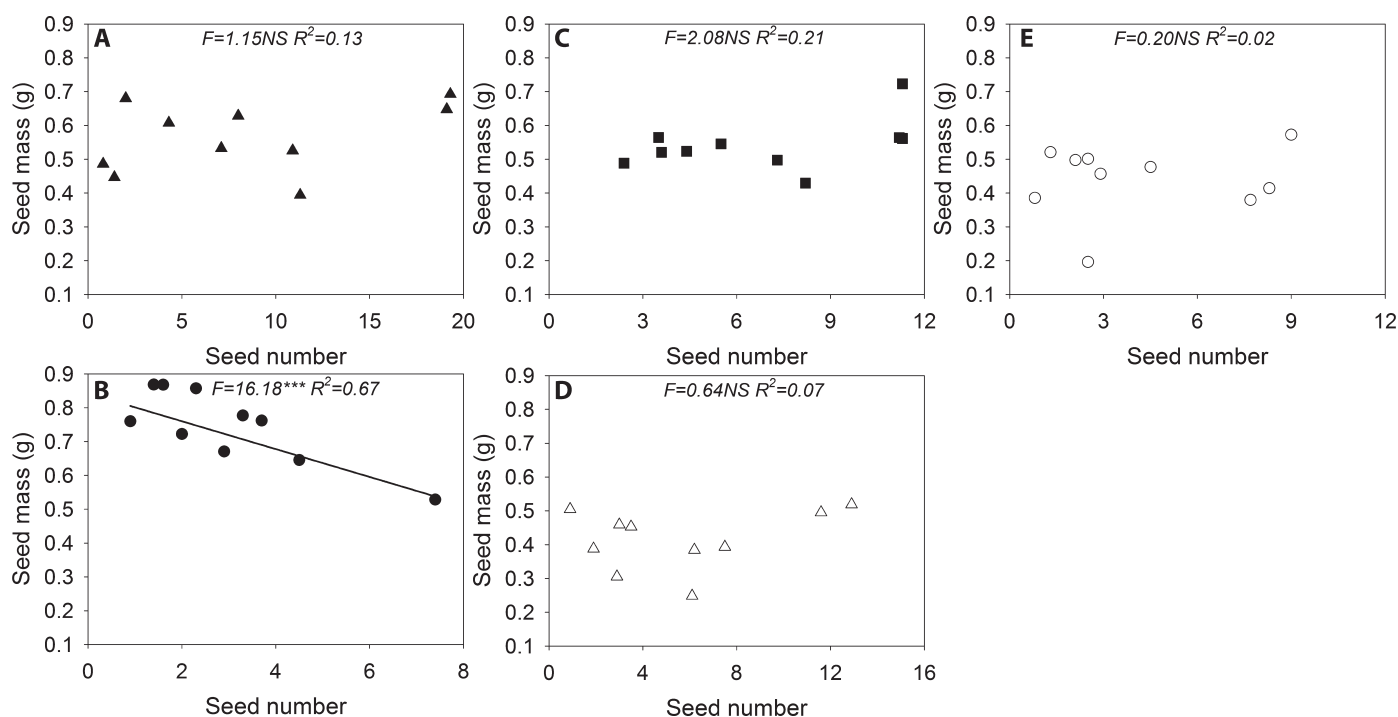 A
F=1.15NS R²=0.13
Seed mass (g)
0.9
0.8
0.7
0.6
0.5
0.4
0.3
0.2
0.1
0 5 10 15 20
Seed number
C
F=2.08NS R²=0.21
Seed mass (g)
0.9
0.8
0.7
0.6
0.5
0.4
0.3
0.2
0.1
0 3 6 9 12
Seed number
E
F=0.20NS R²=0.02
Seed mass (g)
0.9
0.8
0.7
0.6
0.5
0.4
0.3
0.2
0.1
0 3 6 9 12
Seed number
B
F=16.18*** R²=0.67
Seed mass (g)
0.9
0.8
0.7
0.6
0.5
0.4
0.3
0.2
0.1
0 2 4 6 8
Seed number
D
F=0.64NS R²=0.07
Seed mass (g)
0.9
0.8
0.7
0.6
0.5
0.4
0.3
0.2
0.1
0 4 8 12 16
Seed number